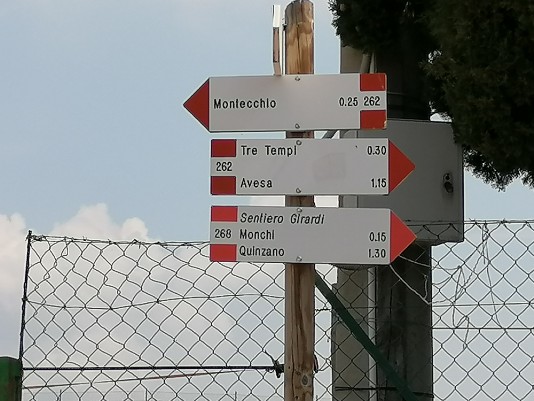 Montecchio 0.25 262
Tre Tempi 0.30
262
Avesa 1.15
Sentiero Girardi
268 Monchi 0.15
Quinzano 1.30